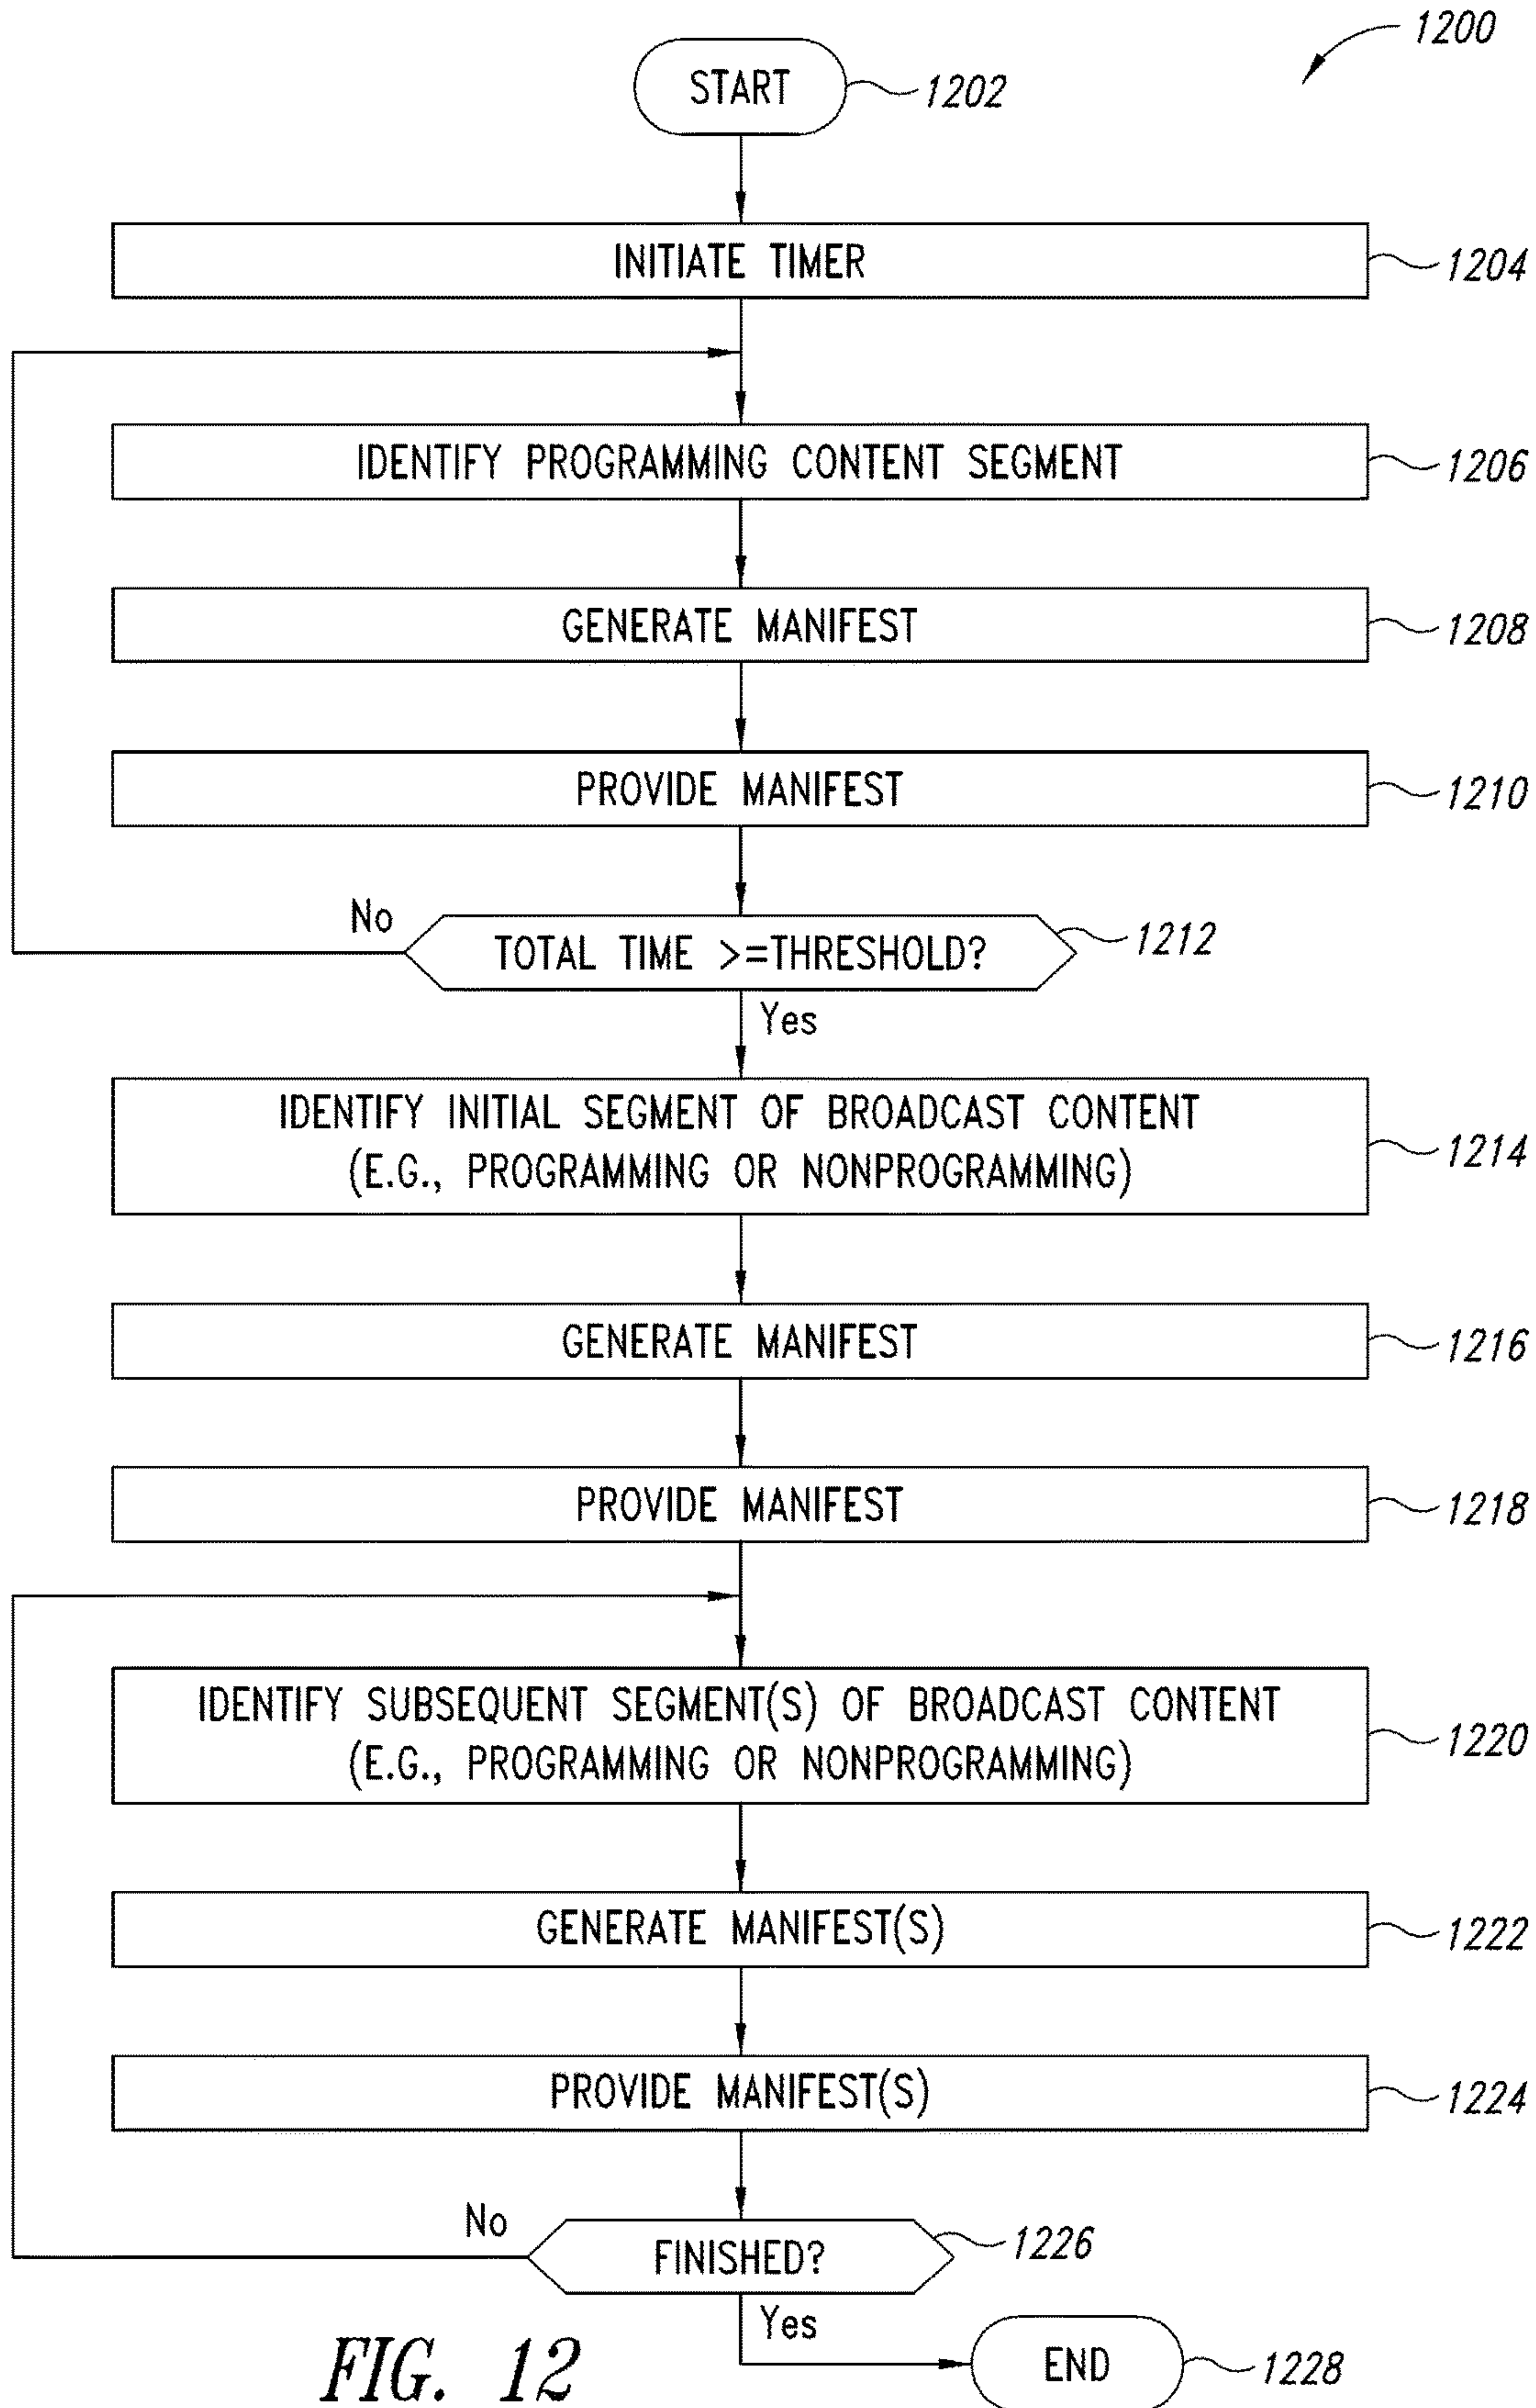 1200
START
1202
INITIATE TIMER
1204
IDENTIFY PROGRAMMING CONTENT SEGMENT
1206
GENERATE MANIFEST
1208
PROVIDE MANIFEST
1210
No
TOTAL TIME >=THRESHOLD?
1212
Yes
IDENTIFY INITIAL SEGMENT OF BROADCAST CONTENT
(E.G., PROGRAMMING OR NONPROGRAMMING)
1214
GENERATE MANIFEST
1216
PROVIDE MANIFEST
1218
IDENTIFY SUBSEQUENT SEGMENT(S) OF BROADCAST CONTENT
(E.G., PROGRAMMING OR NONPROGRAMMING)
1220
GENERATE MANIFEST(S)
1222
PROVIDE MANIFEST(S)
1224
No
FINISHED?
1226
Yes
END
1228
FIG. 12